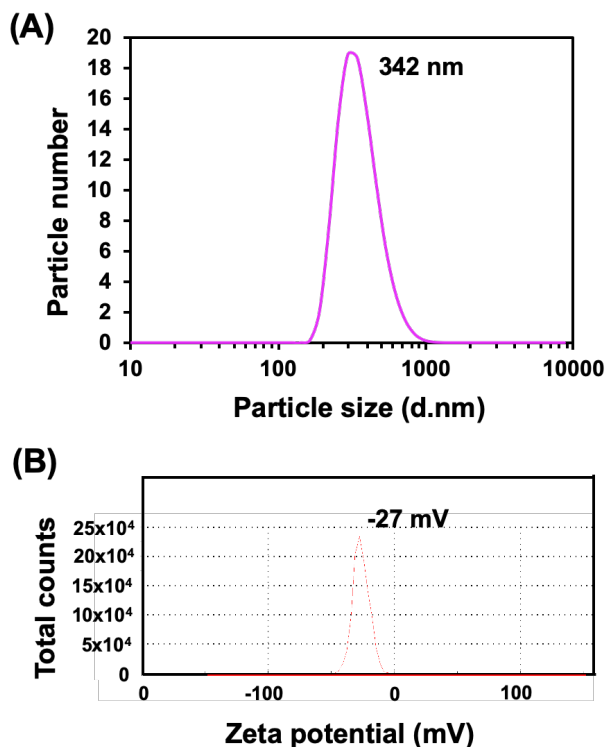 (A)
342 nm
Particle number
20
18
16
14
12
10
8
6
4
2
0
10 100 1000 10000
Particle size (d.nm)
(B)
-27 mV
Total counts
25x10⁴
20x10⁴
15x10⁴
10x10⁴
5x10⁴
0
0 -100 0 100
Zeta potential (mV)